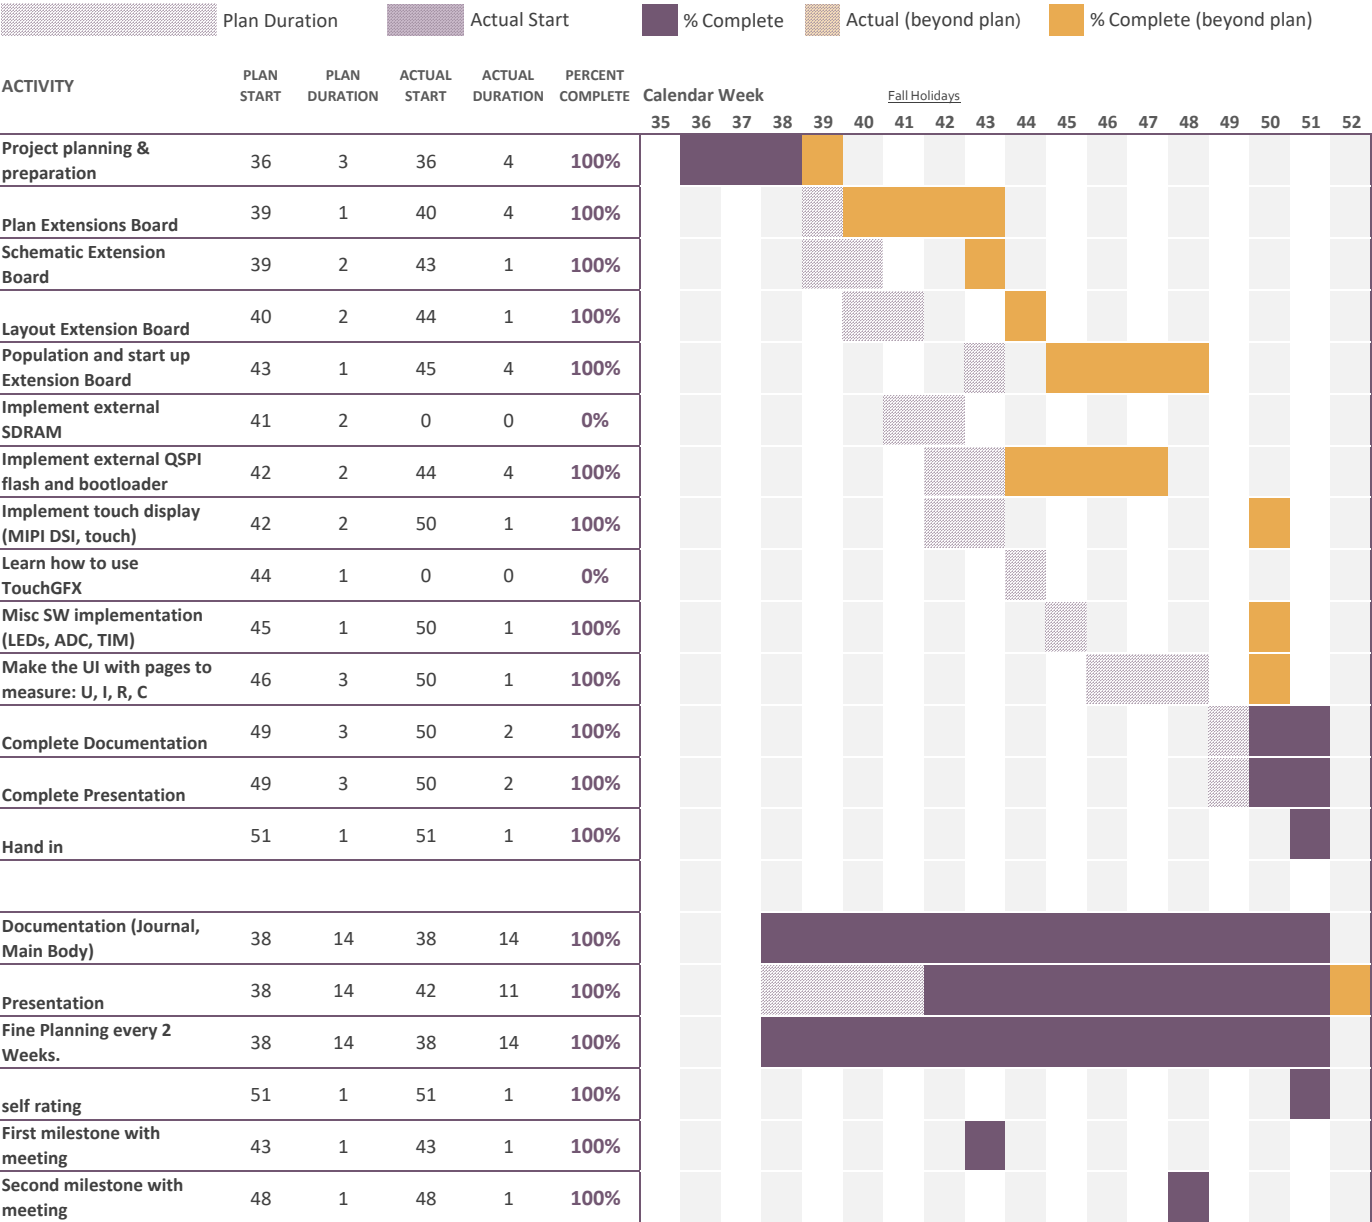 Plan Duration Actual Start % Complete Actual (beyond plan) % Complete (beyond plan)
ACTIVITY
PLAN START
PLAN DURATION
ACTUAL START
ACTUAL DURATION
PERCENT COMPLETE
Calendar Week
Fall Holidays
35 36 37 38 39 40 41 42 43 44 45 46 47 48 49 50 51 52
Project planning &
preparation
36 3 36 4 100%
Plan Extensions Board
39 1 40 4 100%
Schematic Extension
Board
39 2 43 1 100%
Layout Extension Board
40 2 44 1 100%
Population and start up
Extension Board
43 1 45 4 100%
Implement external
SDRAM
41 2 0 0 0%
Implement external QSPI
flash and bootloader
42 2 44 4 100%
Implement touch display
(MIPI DSI, touch)
42 2 50 1 100%
Learn how to use
TouchGFX
44 1 0 0 0%
Misc SW implementation
(LEDs, ADC, TIM)
45 1 50 1 100%
Make the UI with pages to
measure: U, I, R, C
46 3 50 1 100%
Complete Documentation
49 3 50 2 100%
Complete Presentation
49 3 50 2 100%
Hand in
51 1 51 1 100%
Documentation (Journal,
Main Body)
38 14 38 14 100%
Presentation
38 14 42 11 100%
Fine Planning every 2
Weeks.
38 14 38 14 100%
self rating
51 1 51 1 100%
First milestone with
meeting
43 1 43 1 100%
Second milestone with
meeting
48 1 48 1 100%